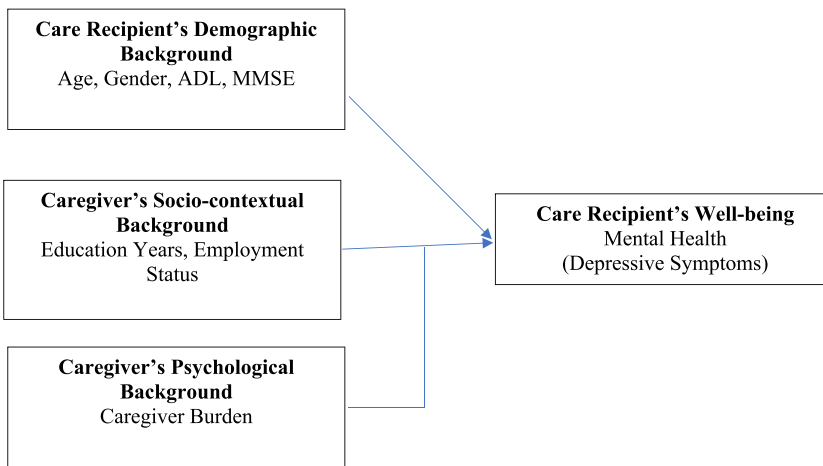 Care Recipient's Demographic
Background
Age, Gender, ADL, MMSE
Caregiver's Socio-contextual
Background
Education Years, Employment
Status
Care Recipient's Well-being
Mental Health
(Depressive Symptoms)
Caregiver's Psychological
Background
Caregiver Burden